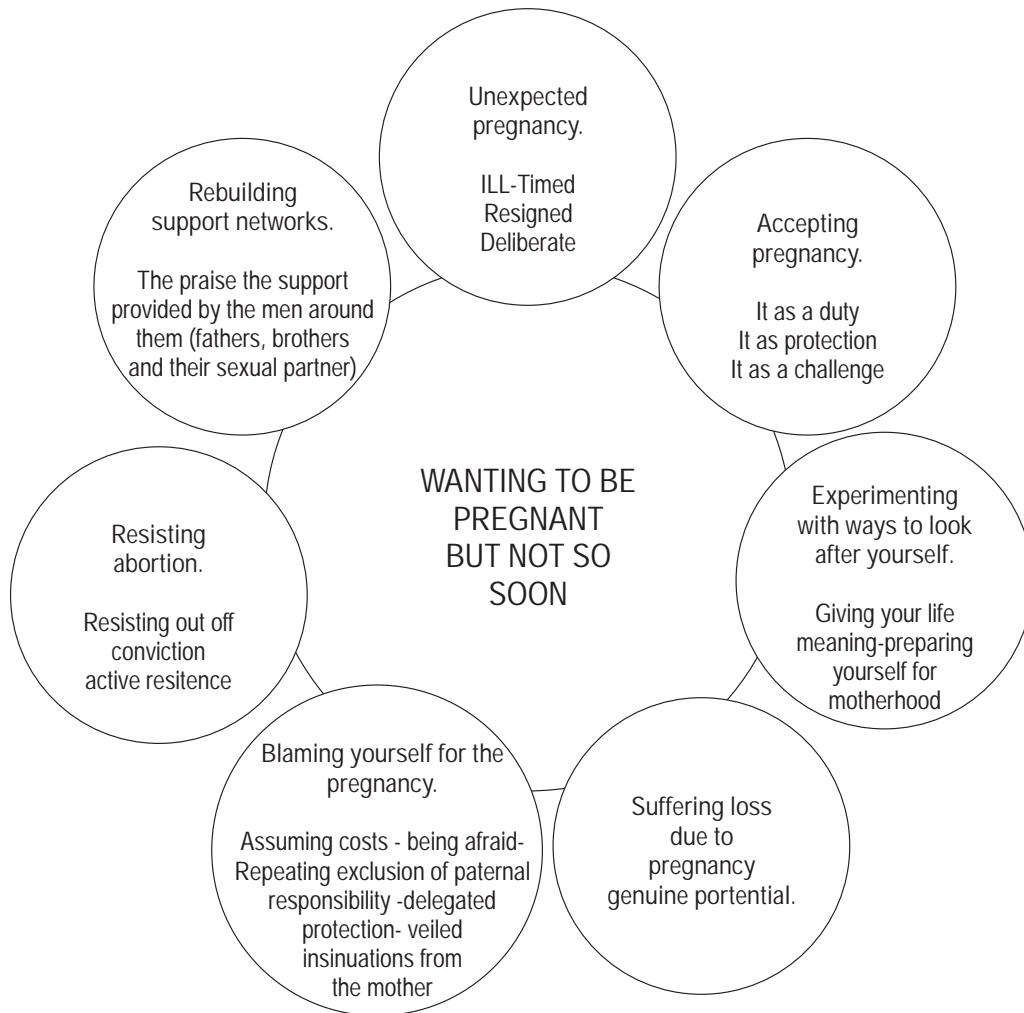 Unexpected
pregnancy.
ILL-Timed
Resigned
Deliberate
Accepting
pregnancy.
It as a duty
It as protection
It as a challenge
Experimenting
with ways to look
after yourself.
Giving your life
meaning-preparing
yourself for
motherhood
Suffering loss
due to
pregnancy
genuine portential.
Blaming yourself for the
pregnancy.
Assuming costs - being afraid-
Repeating exclusion of paternal
responsibility -delegated
protection- veiled
insinuations from
the mother
Resisting
abortion.
Resisting out off
conviction
active resitence
Rebuilding
support networks.
The praise the support
provided by the men around
them (fathers, brothers
and their sexual partner)
WANTING TO BE
PREGNANT
BUT NOT SO
SOON